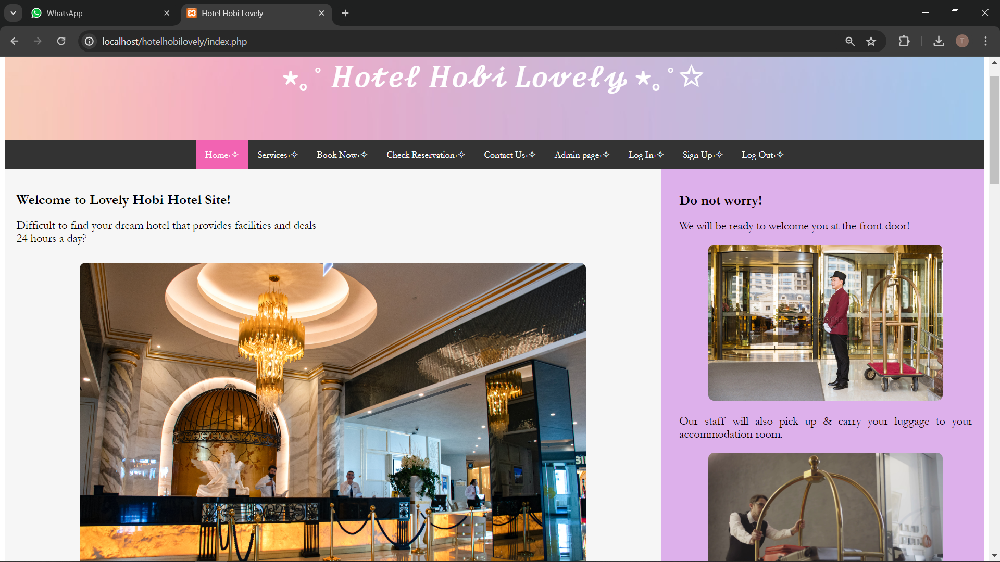 WhatsApp
Hotel Hobi Lovely
localhost/hotelhobilovely/index.php
T
⋆｡˚ Hotel Hobi Lovely ⋆｡˚☆
Home˖✧ Services˖✧ Book Now˖✧ Check Reservation˖✧ Contact Us˖✧ Admin page˖✧ Log In˖✧ Sign Up˖✧ Log Out˖✧
Welcome to Lovely Hobi Hotel Site!
Difficult to find your dream hotel that provides facilities and deals
24 hours a day?
Do not worry!
We will be ready to welcome you at the front door!
Our staff will also pick up & carry your luggage to your
accommodation room.